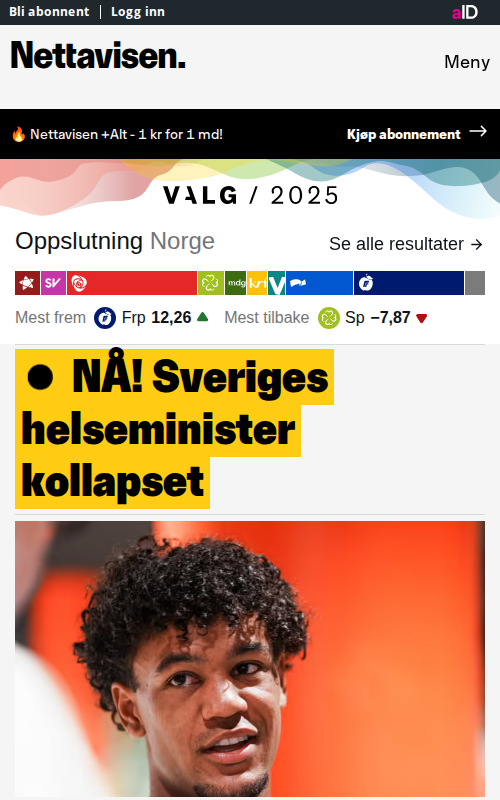 Bli abonnent | Logg inn
aID
Nettavisen.
Meny
🔥 Nettavisen +Alt - 1 kr for 1 md!
Kjøp abonnement →
VALG / 2025
Oppslutning Norge
Se alle resultater →
SV
mdg
krf
V
Mest frem Frp 12,26 ▲ Mest tilbake Sp −7,87 ▼
● NÅ! Sveriges
helseminister
kollapset